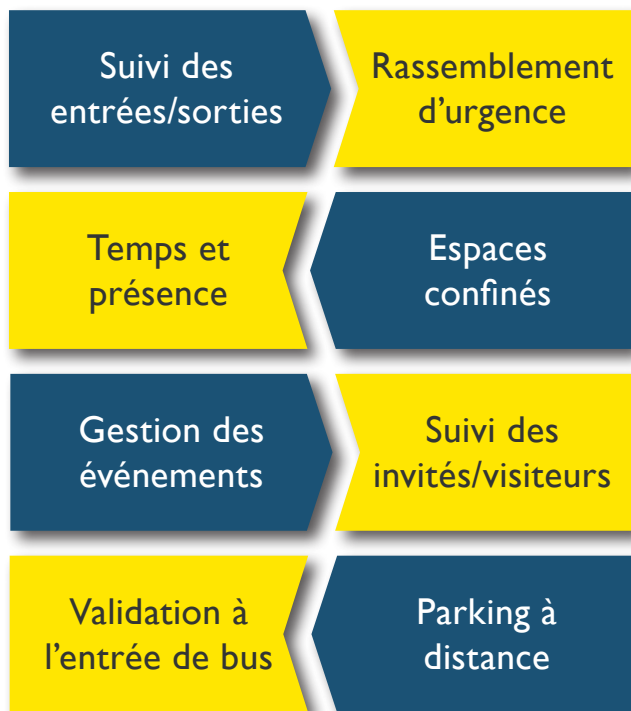 Suivi des
entrées/sorties
Rassemblement
d’urgence
Temps et
présence
Espaces
confinés
Gestion des
événements
Suivi des
invités/visiteurs
Validation à
l’entrée de bus
Parking à
distance